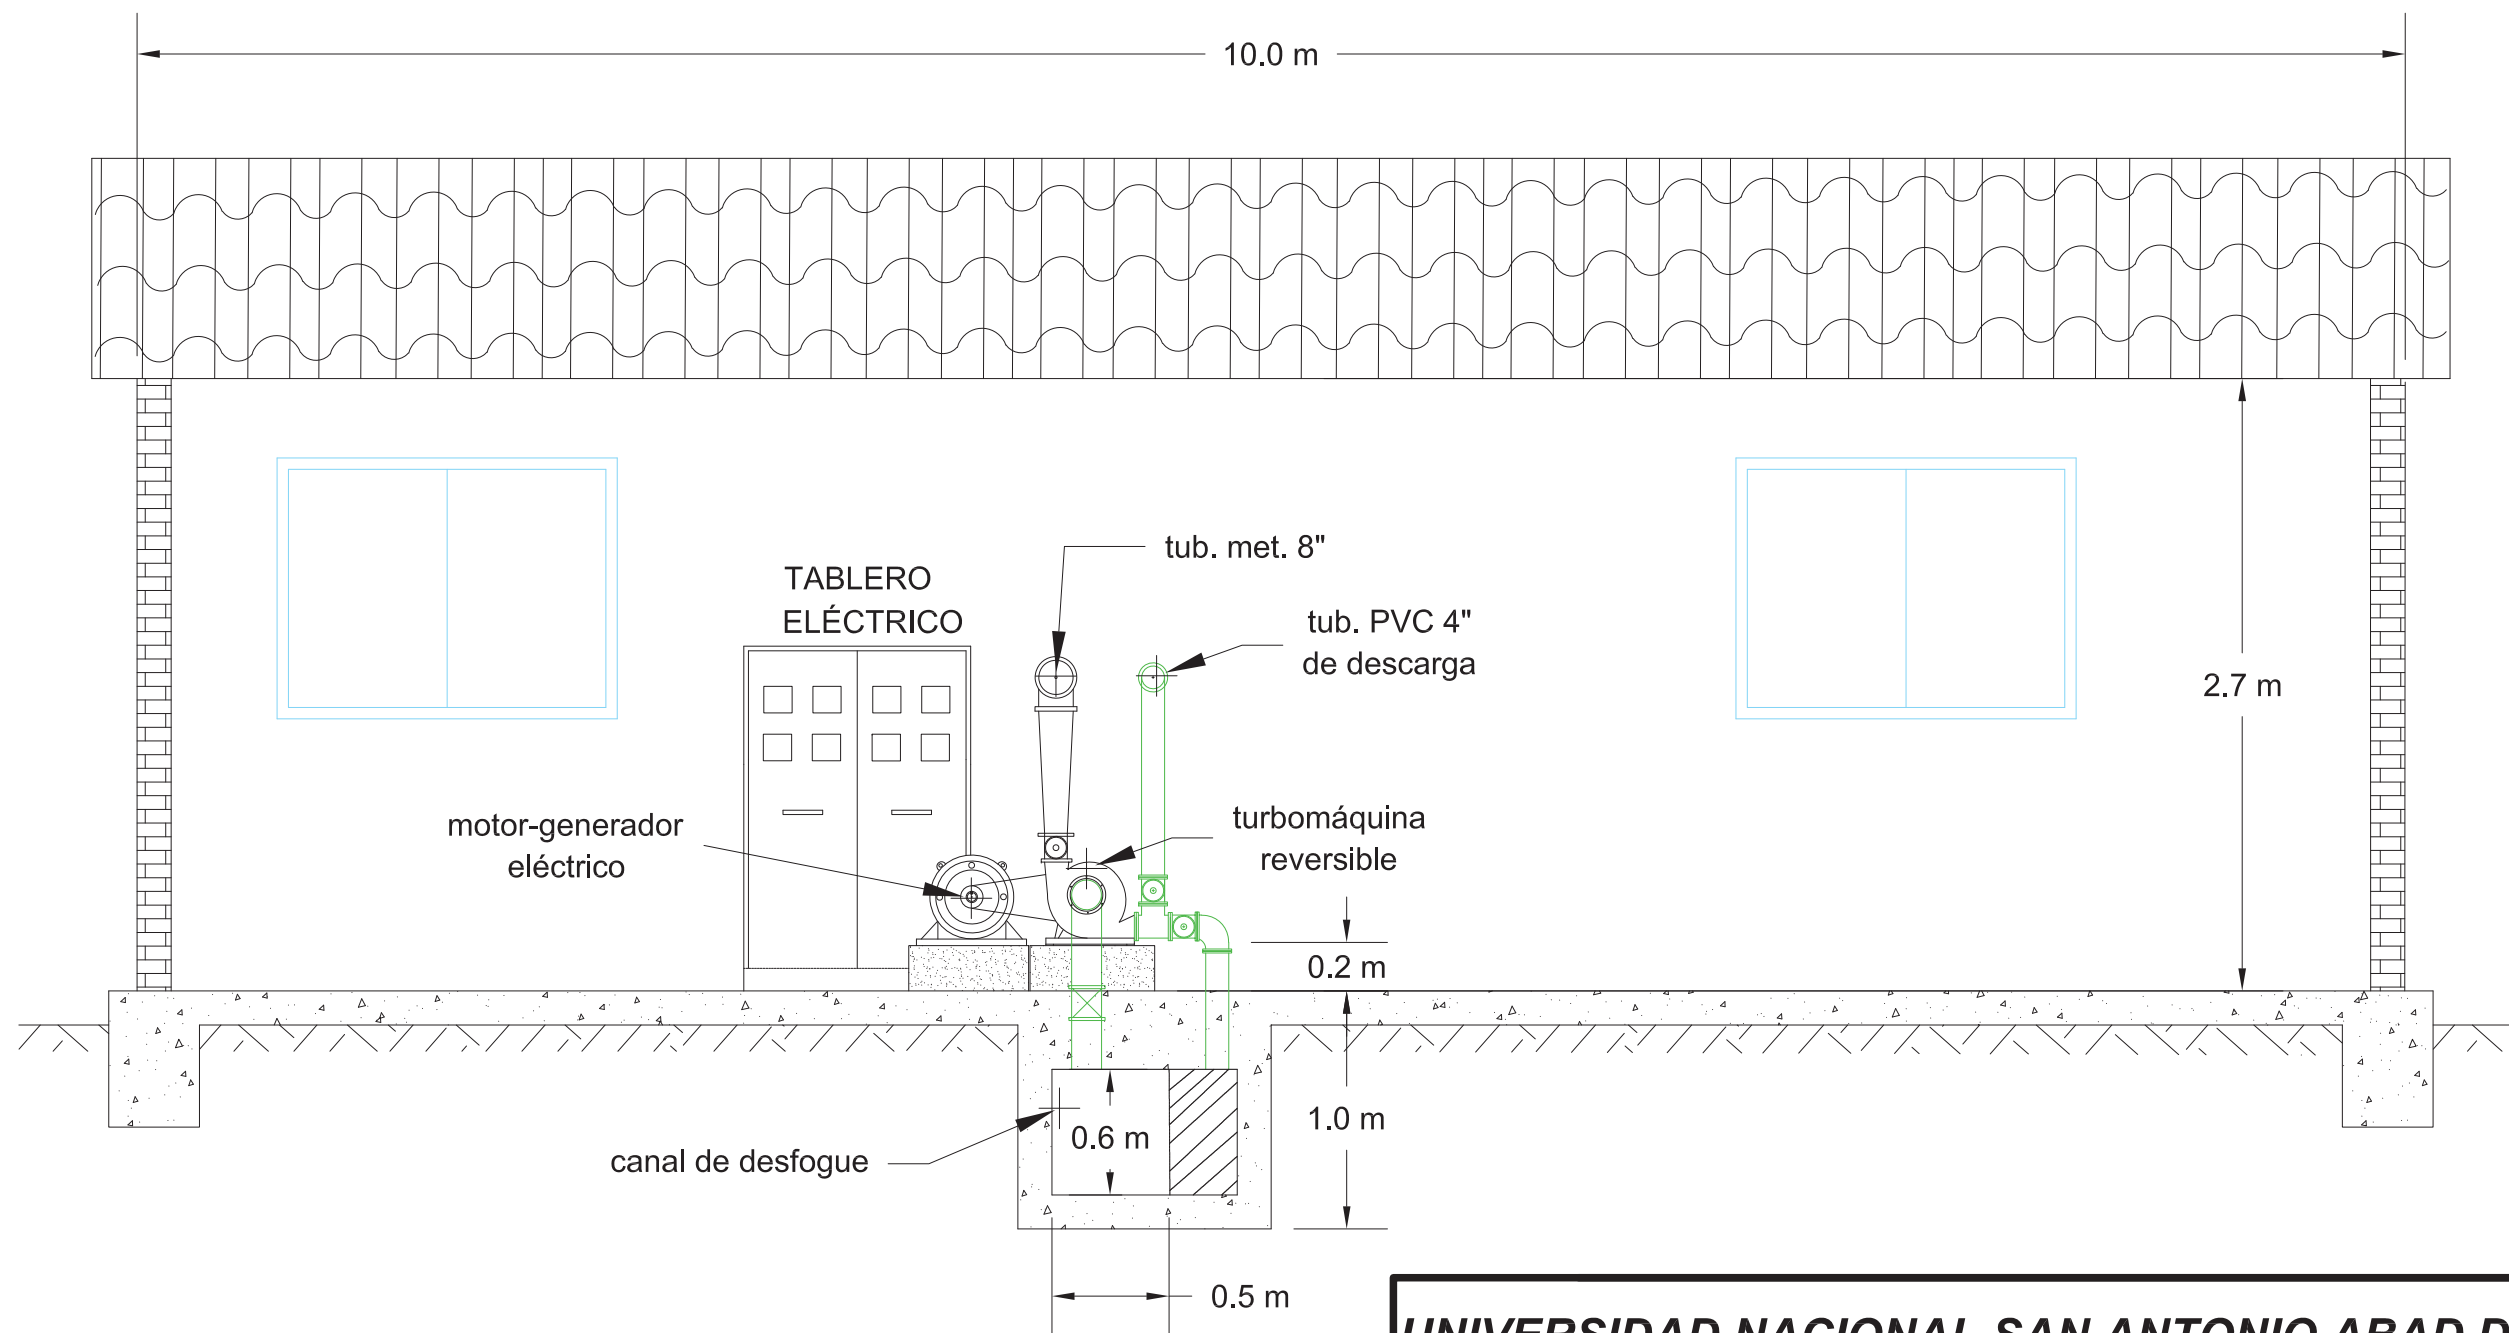 10.0 m
tub. met. 8"
TABLERO
ELÉCTRICO
tub. PVC 4"
de descarga
2.7 m
motor-generador
eléctrico
turbomáquina
reversible
0.2 m
1.0 m
0.6 m
canal de desfogue
0.5 m
UNIVERSIDAD NACIONAL SAN ANTONIO ABAD D